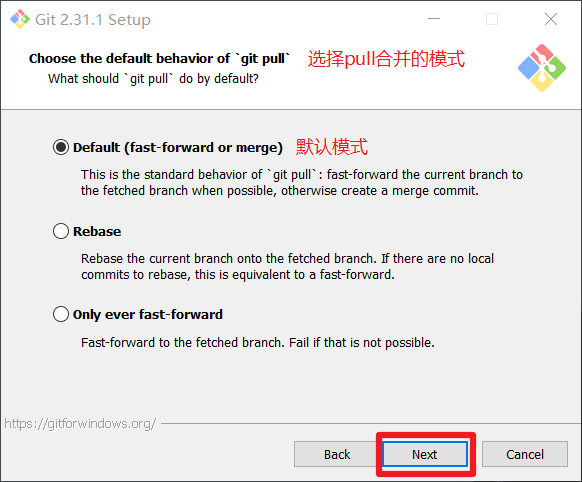 Git 2.31.1 Setup
Choose the default behavior of `git pull` 选择pull合并的模式
What should `git pull` do by default?
Default (fast-forward or merge) 默认模式
This is the standard behavior of `git pull`: fast-forward the current branch to
the fetched branch when possible, otherwise create a merge commit.
Rebase
Rebase the current branch onto the fetched branch. If there are no local
commits to rebase, this is equivalent to a fast-forward.
Only ever fast-forward
Fast-forward to the fetched branch. Fail if that is not possible.
https://gitforwindows.org/
Back Next Cancel